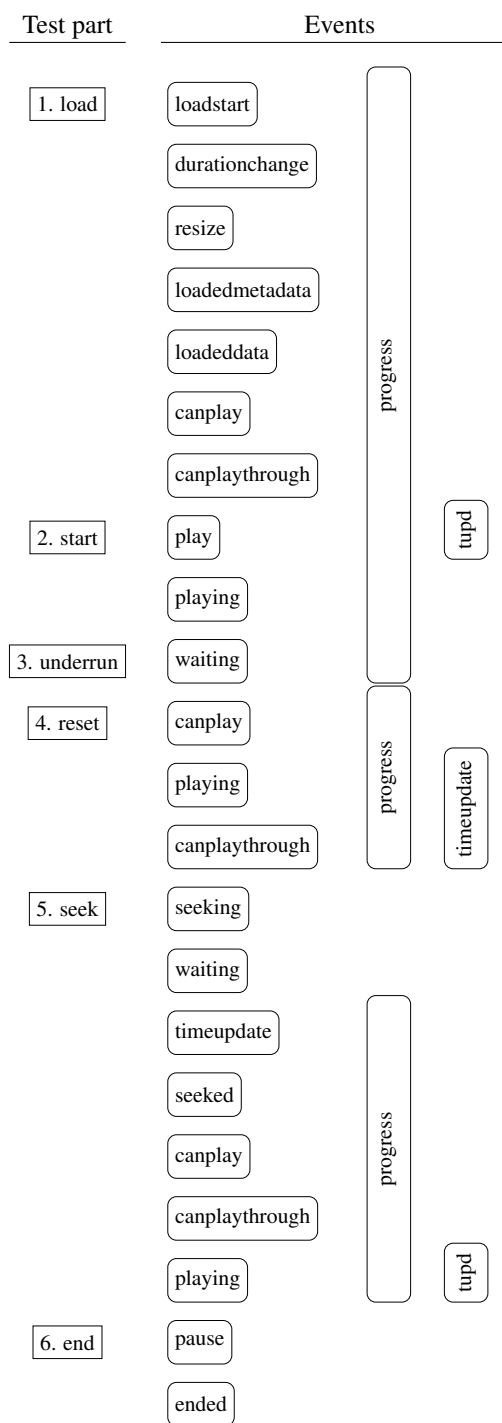 Test part Events
1. load loadstart
durationchange
resize
loadedmetadata
loadeddata
progress
canplay
canplaythrough
2. start play tupd
playing
3. underrun waiting
4. reset canplay
playing progress timeupdate
canplaythrough
5. seek seeking
waiting
timeupdate
seeked
canplay progress
canplaythrough
playing tupd
6. end pause
ended